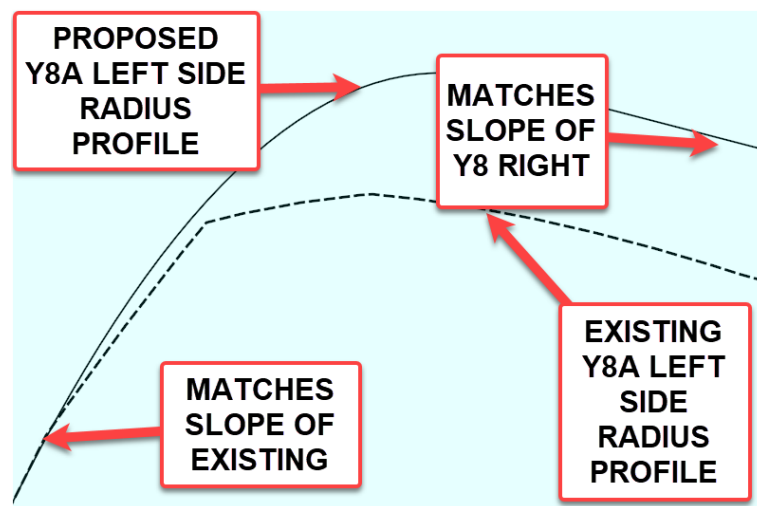 PROPOSED
Y8A LEFT SIDE
RADIUS
PROFILE
MATCHES
SLOPE OF
Y8 RIGHT
MATCHES
SLOPE OF
EXISTING
EXISTING
Y8A LEFT
SIDE
RADIUS
PROFILE